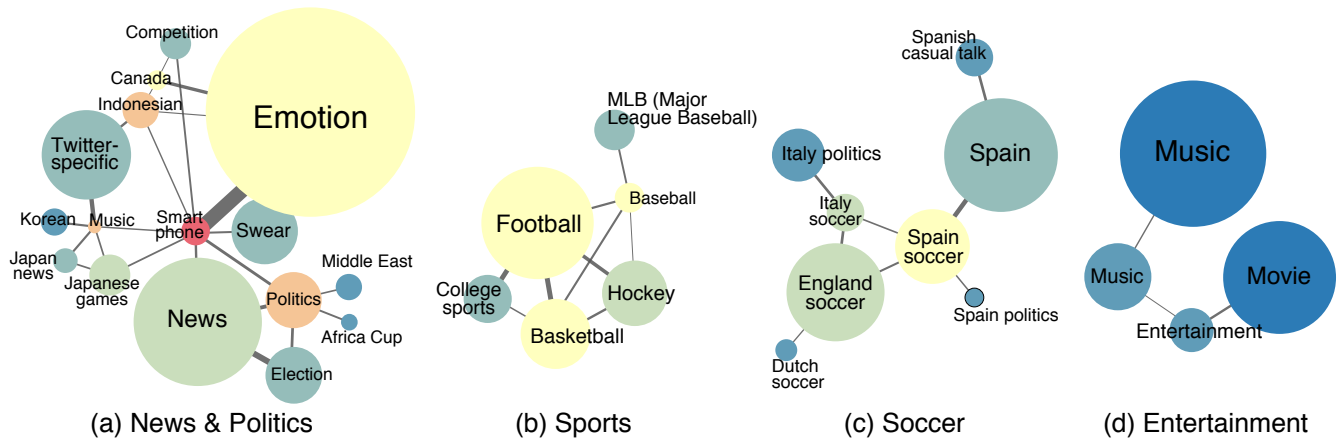 Competition
Canada
Indonesian
Emotion
Twitter-
specific
Korean
Music
Smart
phone
Swear
Japan
news
Japanese
games
Middle East
Politics
News
Africa Cup
Election
(a) News & Politics
MLB (Major
League Baseball)
Baseball
Football
College
sports
Hockey
Basketball
(b) Sports
Spanish
casual talk
Italy politics
Spain
Italy
soccer
Spain
soccer
England
soccer
Spain politics
Dutch
soccer
(c) Soccer
Music
Music
Movie
Entertainment
(d) Entertainment